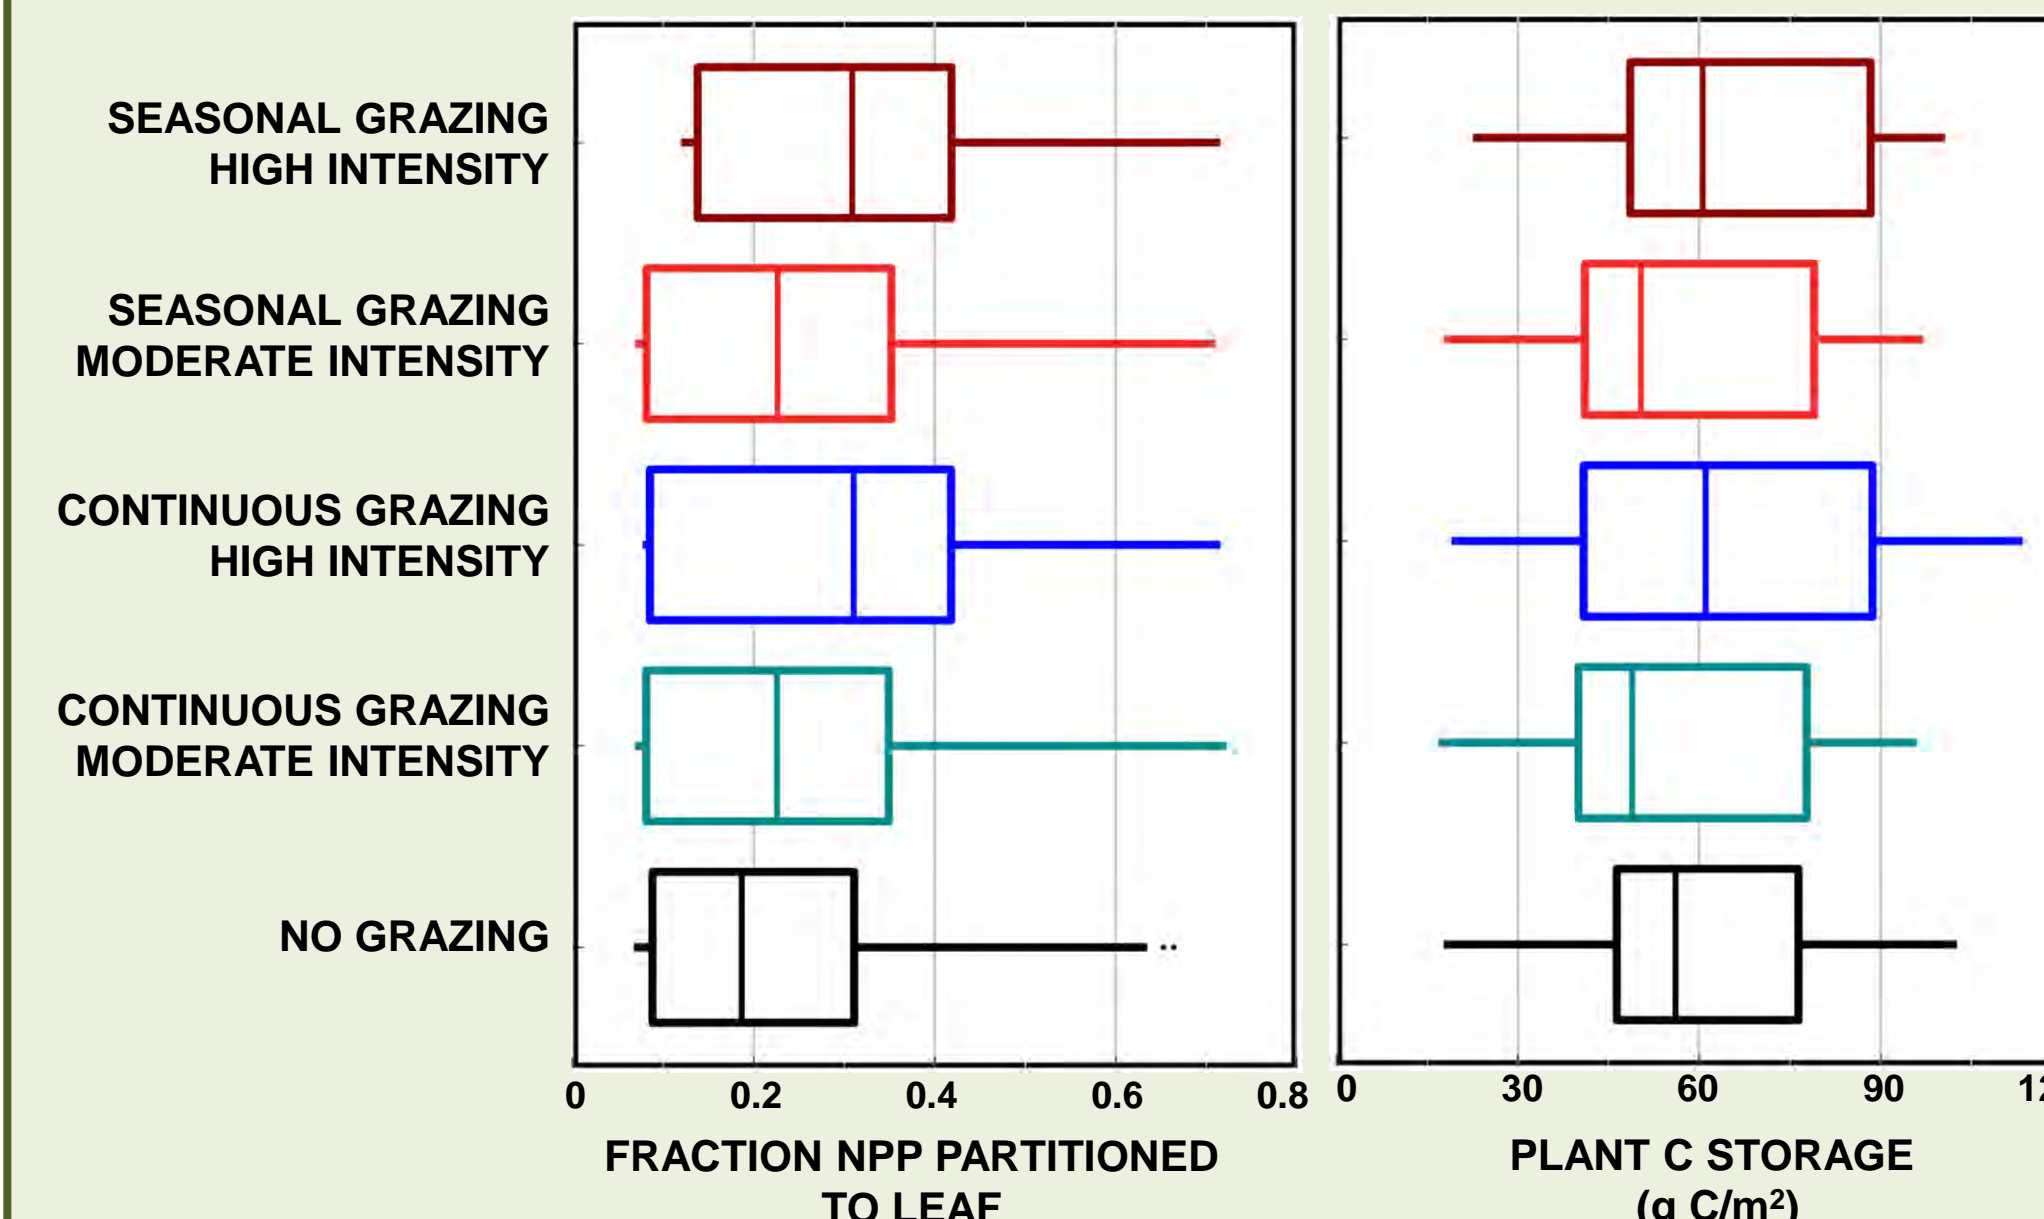 SEASONAL GRAZING
HIGH INTENSITY
SEASONAL GRAZING
MODERATE INTENSITY
CONTINUOUS GRAZING
HIGH INTENSITY
CONTINUOUS GRAZING
MODERATE INTENSITY
NO GRAZING
0 0.2 0.4 0.6 0.8
FRACTION NPP PARTITIONED
TO LEAF
0 30 60 90
PLANT C STORAGE
(g C/m²)